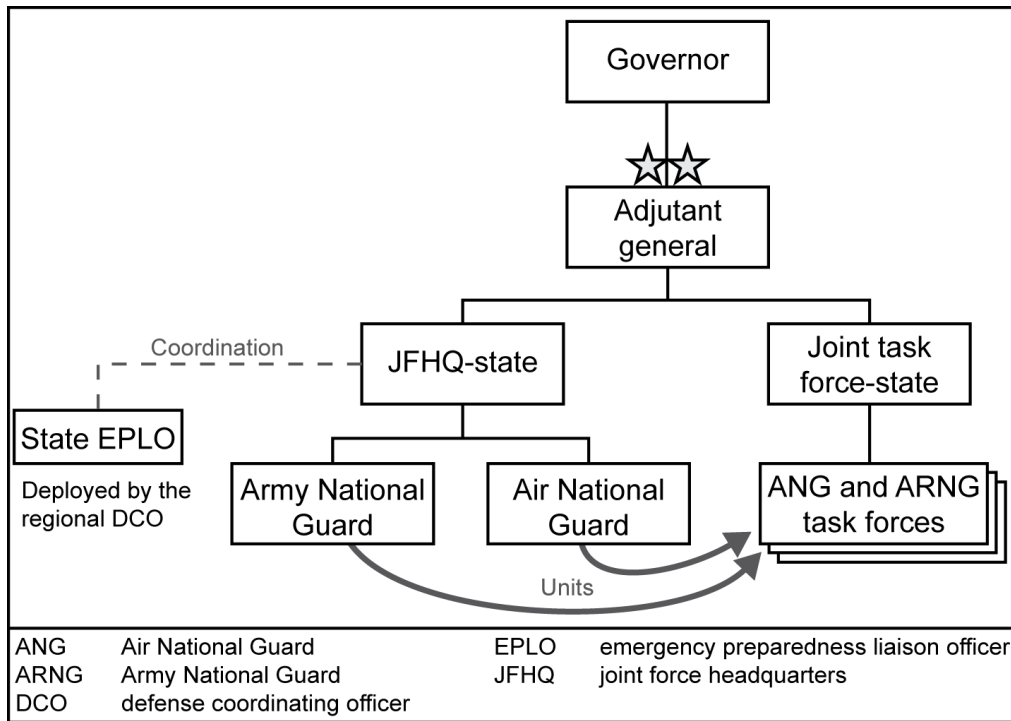 Governor
Adjutant
general
Coordination
JFHQ-state
Joint task
force-state
State EPLO
Deployed by the
regional DCO
Army National
Guard
Air National
Guard
ANG and ARNG
task forces
Units
ANG Air National Guard
ARNG Army National Guard
DCO defense coordinating officer
EPLO emergency preparedness liaison officer
JFHQ joint force headquarters